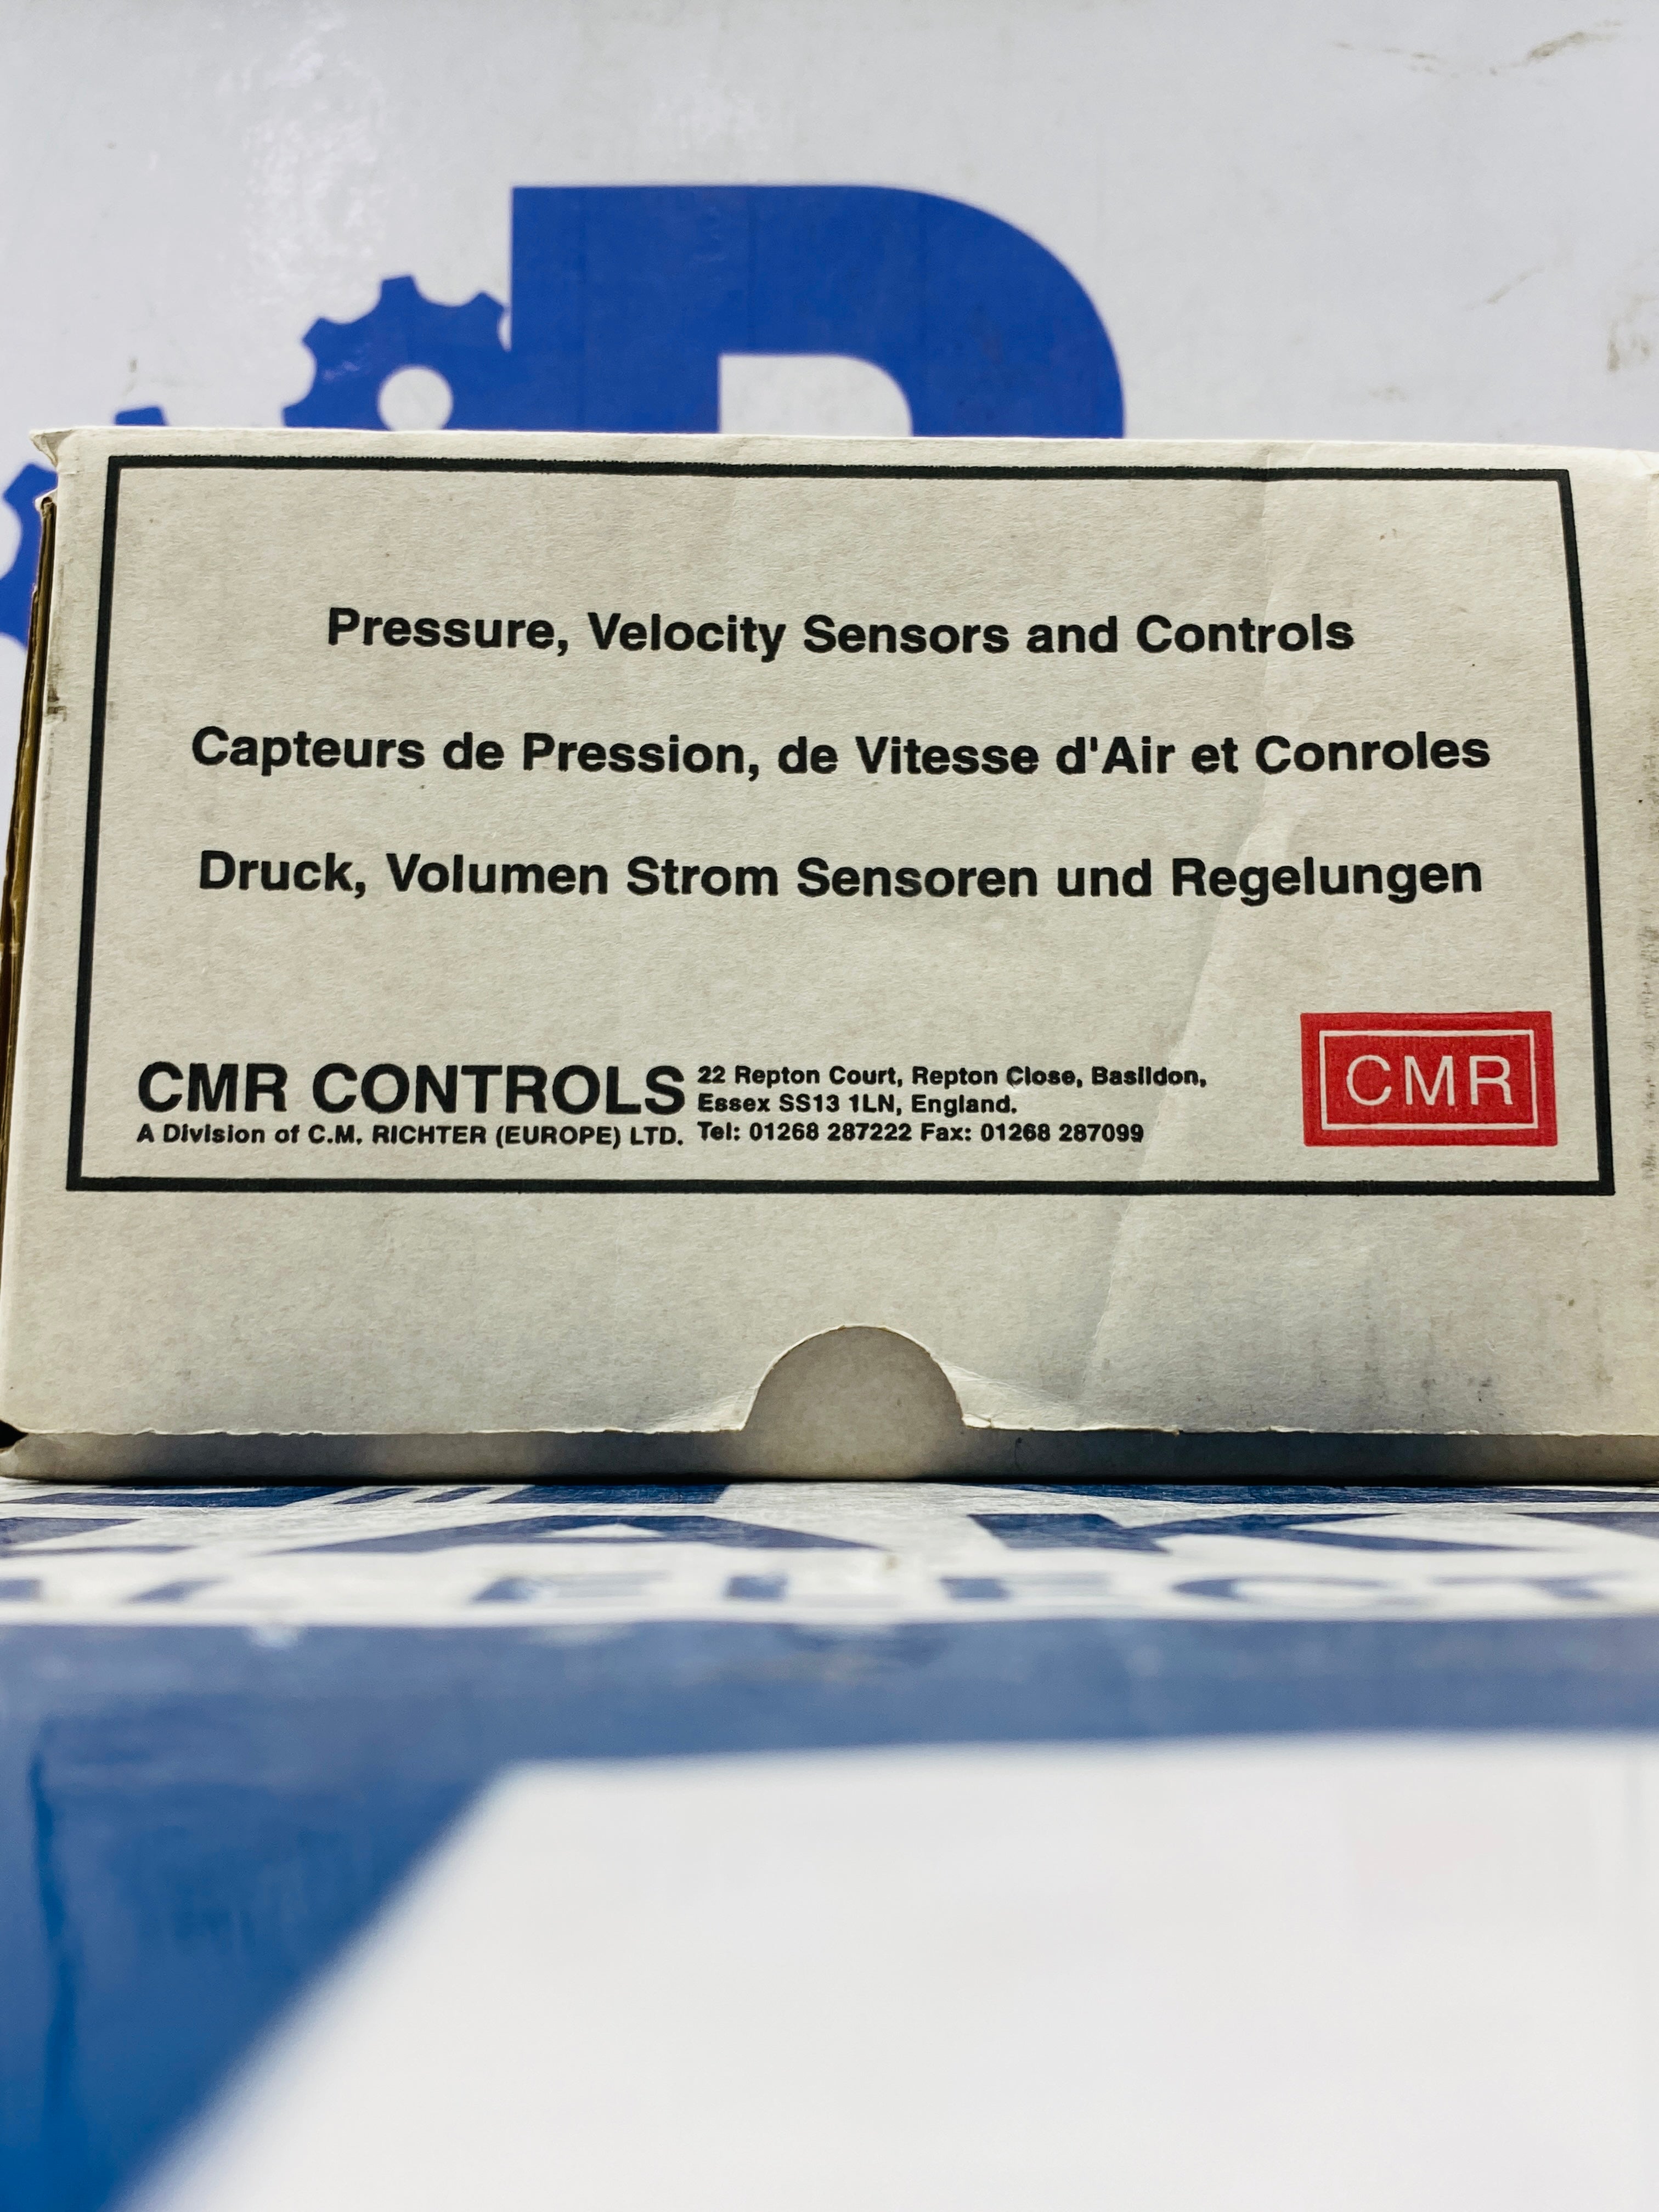 Pressure, Velocity Sensors and Controls
Capteurs de Pression, de Vitesse d'Air et Conroles
Druck, Volumen Strom Sensoren und Regelungen
CMR CONTROLS
A Division of C.M. RICHTER (EUROPE) LTD.
22 Repton Court, Repton Close, Basildon,
Essex SS13 1LN, England.
Tel: 01268 287222 Fax: 01268 287099
CMR